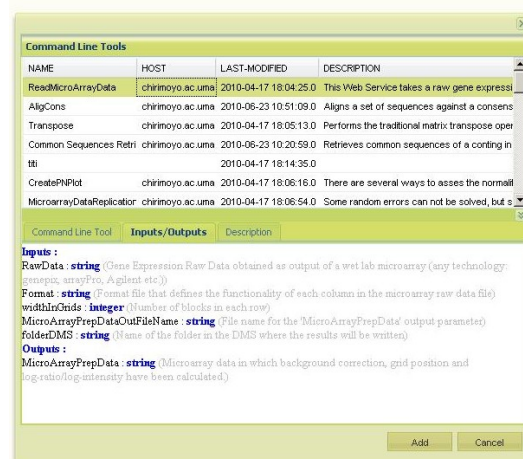 Command Line Tools
NAME HOST LAST-MODIFIED DESCRIPTION
ReadMicroArrayData chirimoyo.ac.uma 2010-04-17 18:04:25.0 This Web Service takes a raw gene expressi
AligCons chirimoyo.ac.uma 2010-06-23 10:51:09.0 Aligns a set of sequences against a consens
Transpose chirimoyo.ac.uma 2010-04-17 18:05:13.0 Performs the traditional matrix transpose oper
Common Sequences Retri chirimoyo.ac.uma 2010-06-23 10:20:59.0 Retrieves common sequences of a conting in
titi 2010-04-17 18:14:35.0
CreatePNPlot chirimoyo.ac.uma 2010-04-17 18:06:16.0 There are several ways to asses the normalit
MicroarrayDataReplication chirimoyo.ac.uma 2010-04-17 18:06:54.0 Some random errors can not be solved, but s
Command Line Tool Inputs/Outputs Description
Inputs :
RawData : string (Gene Expression Raw Data obtained as output of a wet lab microarray (any technology:
genepix, arrayPro, Agilent etc.))
Format : string (Format file that defines the functionality of each column in the microarray raw data file)
widthInGrids : integer (Number of blocks in each row)
MicroArrayPrepDataOutFileName : string (File name for the 'MicroArrayPrepData' output parameter)
folderDMS : string (Name of the folder in the DMS where the results will be written)
Outputs :
MicroArrayPrepData : string (Microarray data in which background correction, grid position and
log-ratio/log-intensity have been calculated.)
Add Cancel